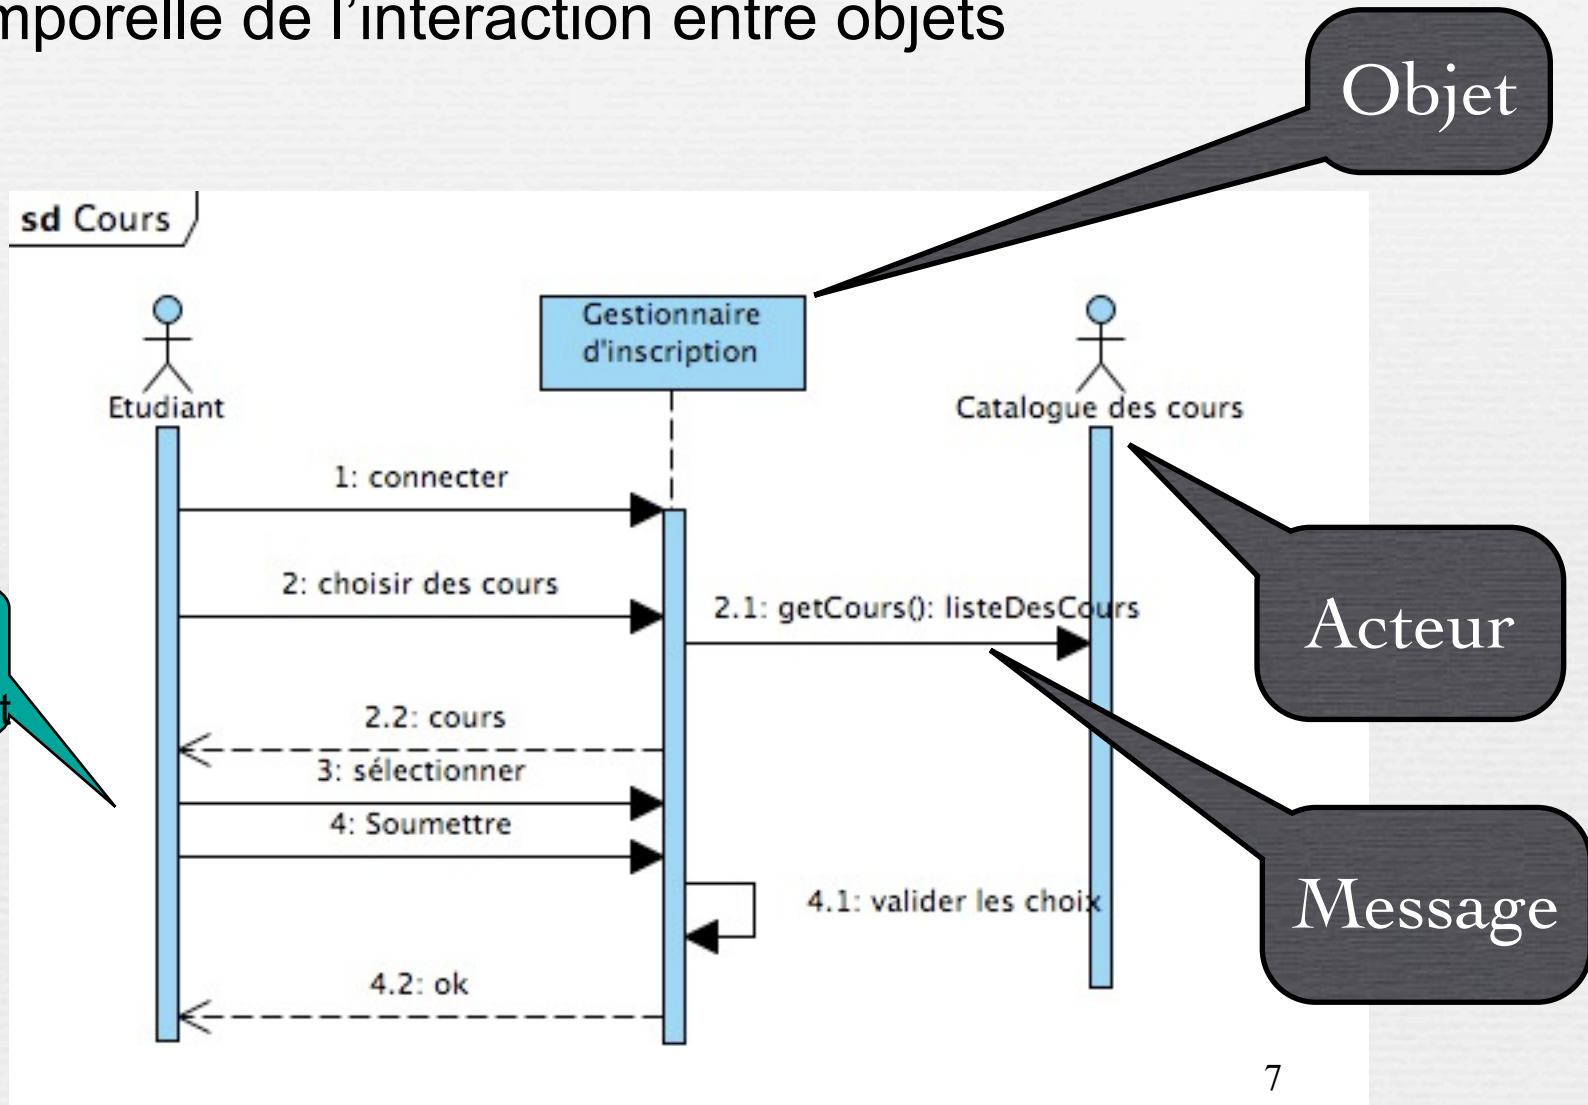 de l'interaction entre objets
Objet
sd Cours
Gestionnaire
d'inscription
Etudiant
Catalogue des cours
1: connecter
2: choisir des cours
2.1: getCours(): listeDesCours
Acteur
2.2: cours
3: sélectionner
4: Soumettre
4.1: valider les choix
Message
4.2: ok
7